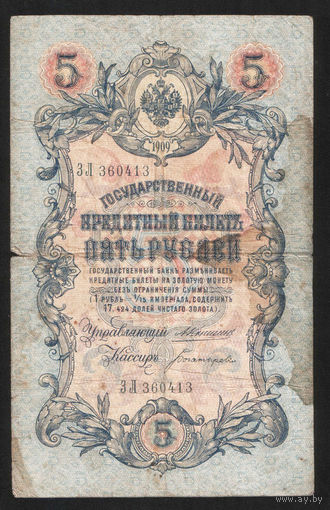 5 5
1909
ЗЛ 360413
ГОСУДАРСТВЕННЫЙ
КРЕДИТНЫЙ БИЛЕТЪ
ПЯТЬ РУБЛЕЙ
ГОСУДАРСТВЕННЫЙ БАНКЪ РАЗМѢНИВАЕТЪ
КРЕДИТНЫЕ БИЛЕТЫ НА ЗОЛОТУЮ МОНЕТУ
БЕЗЪ ОГРАНИЧЕНІЯ СУММЫ
(1 РУБЛЬ = 1/15 ИМПЕРІАЛА, СОДЕРЖИТЪ
17,424 ДОЛЕЙ ЧИСТАГО ЗОЛОТА)
Управляющій
Кассиръ
ЗЛ 360413
5
ay.by